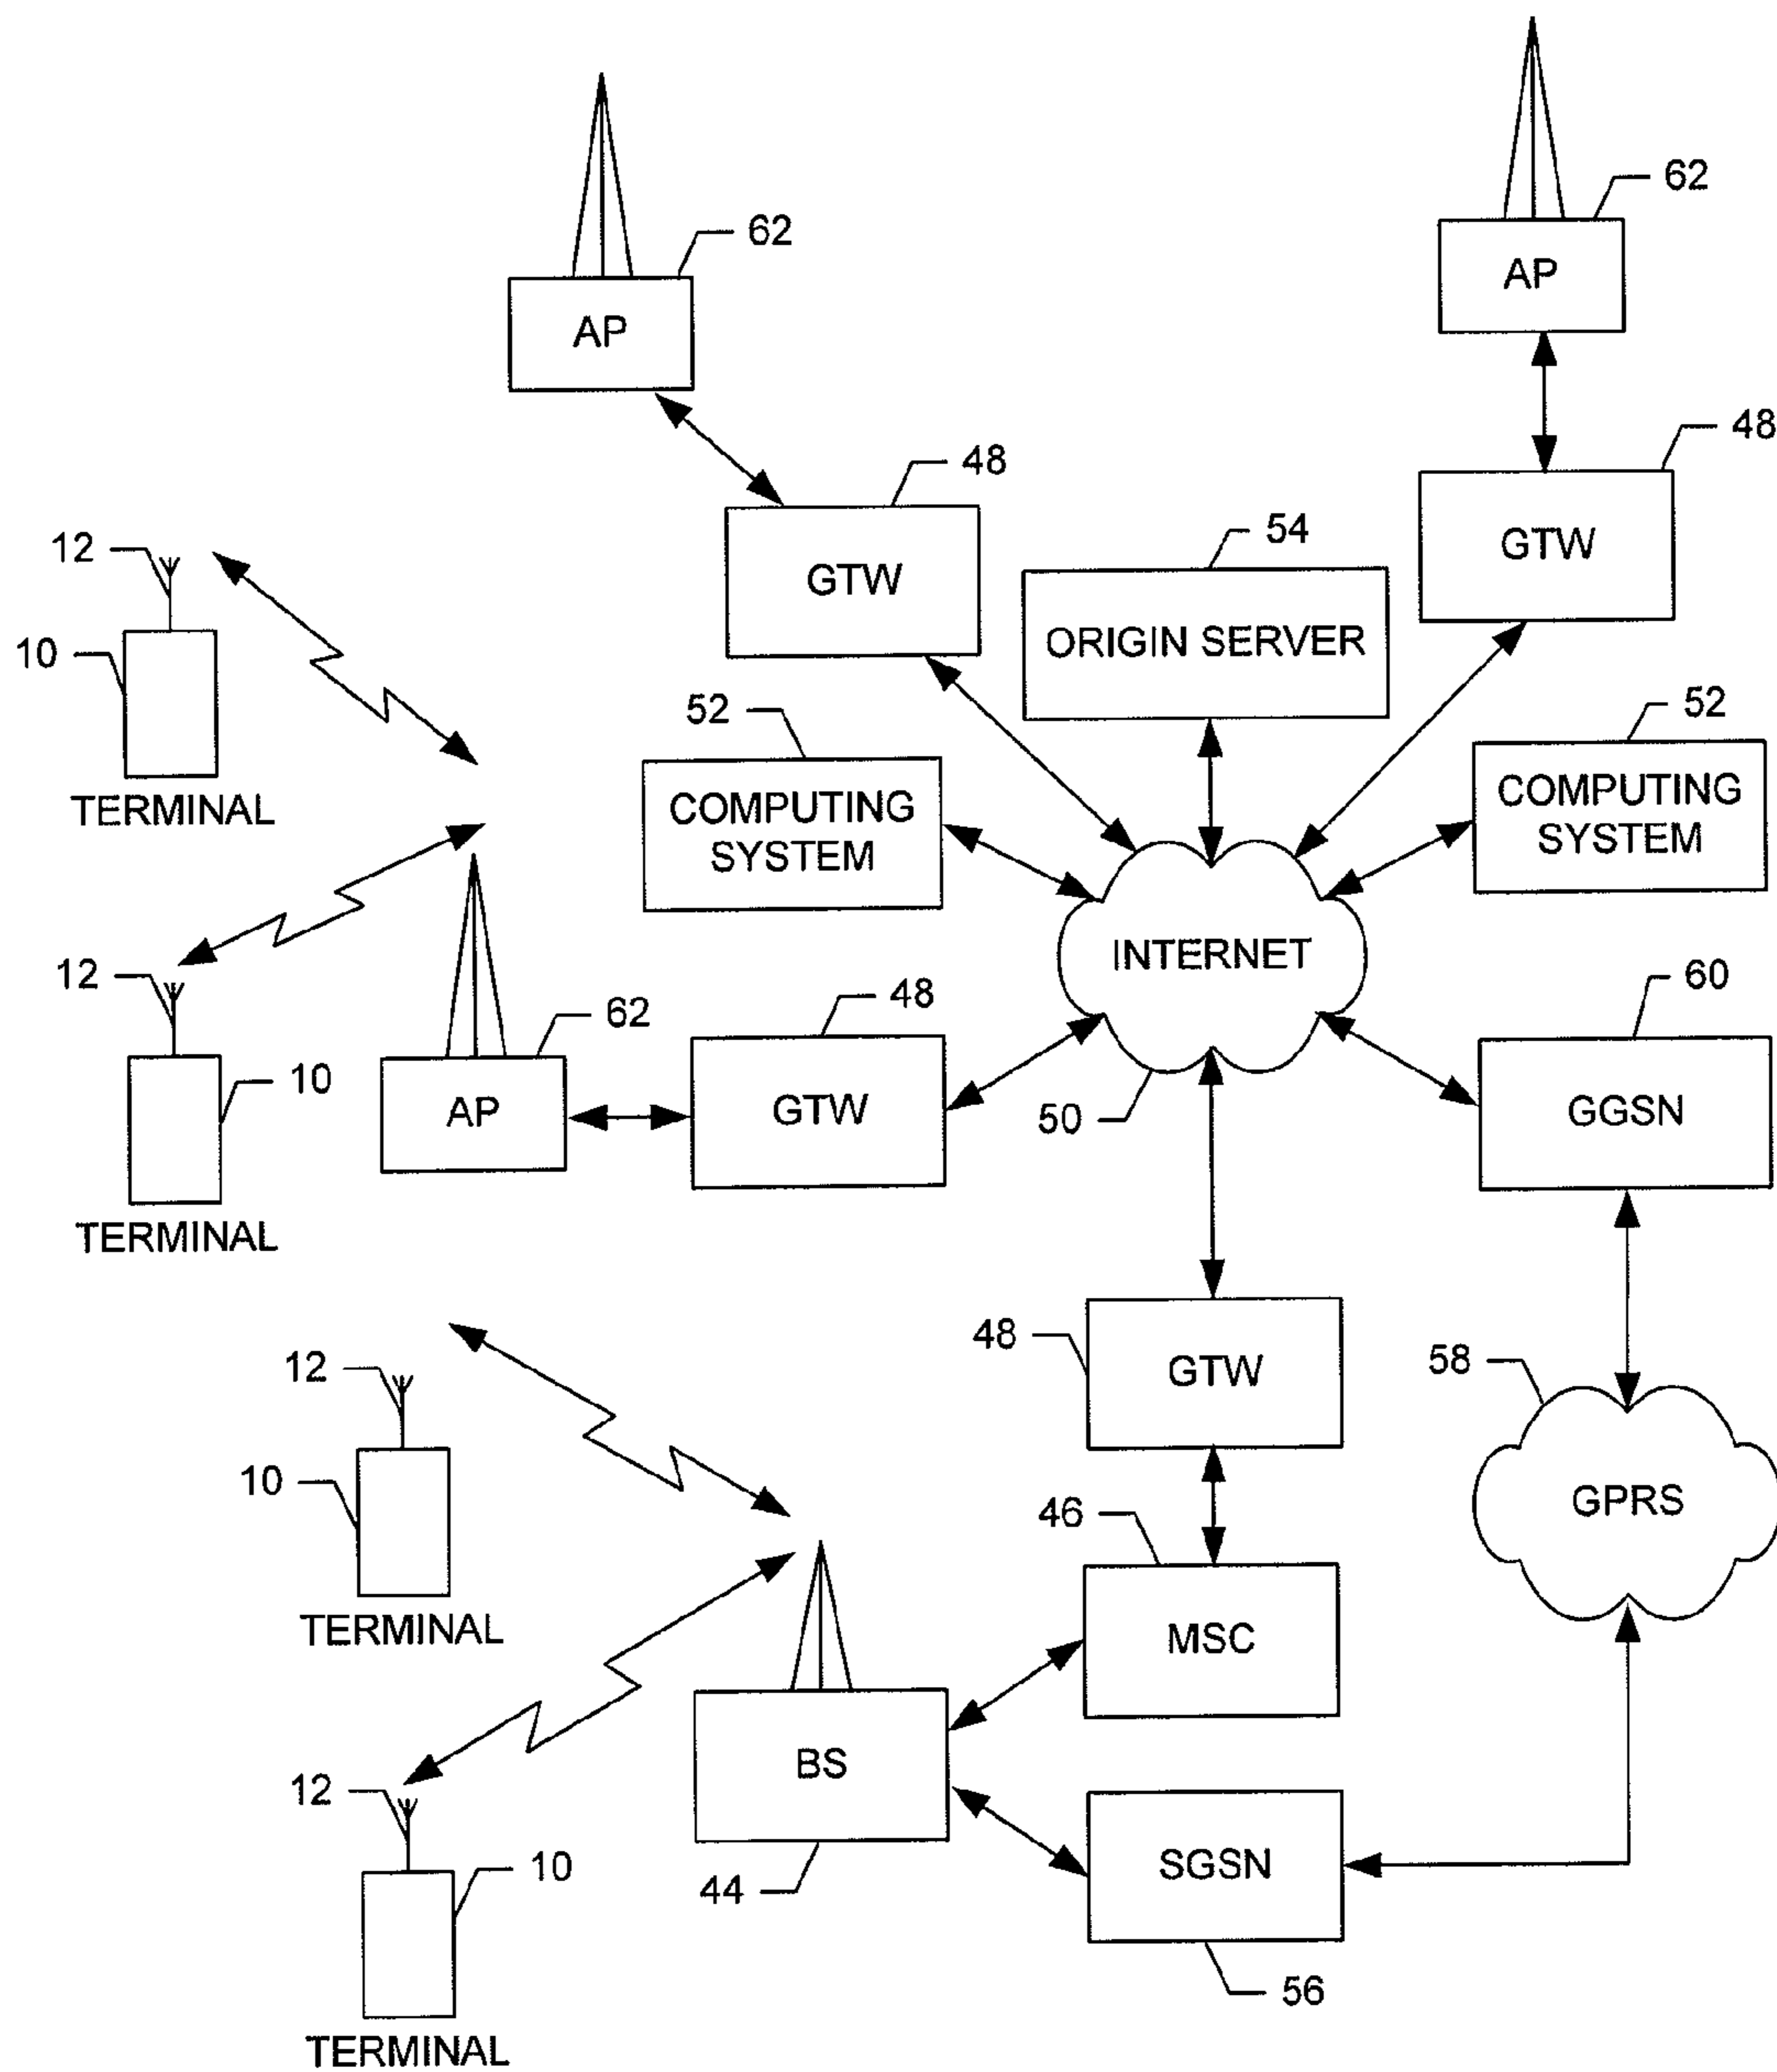 62
AP
62
AP
48
GTW
48
GTW
54
ORIGIN SERVER
12
10
TERMINAL
52
COMPUTING
SYSTEM
52
COMPUTING
SYSTEM
INTERNET
50
12
10
TERMINAL
62
AP
48
GTW
60
GGSN
48
GTW
58
GPRS
12
10
TERMINAL
46
MSC
BS
44
12
10
TERMINAL
SGSN
56